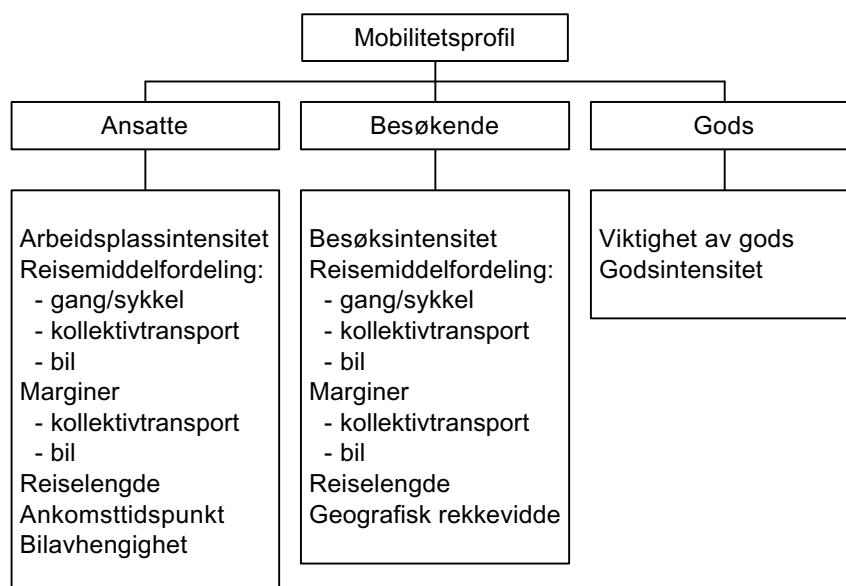 Mobilitetsprofil
Ansatte
Besøkende
Gods
Arbeidsplassintensitet
Reisemiddelfordeling:
- gang/sykkel
- kollektivtransport
- bil
Marginer
- kollektivtransport
- bil
Reiselengde
Ankomsttidspunkt
Bilavhengighet
Besøksintensitet
Reisemiddelfordeling:
- gang/sykkel
- kollektivtransport
- bil
Marginer
- kollektivtransport
- bil
Reiselengde
Geografisk rekkevidde
Viktighet av gods
Godsintensitet